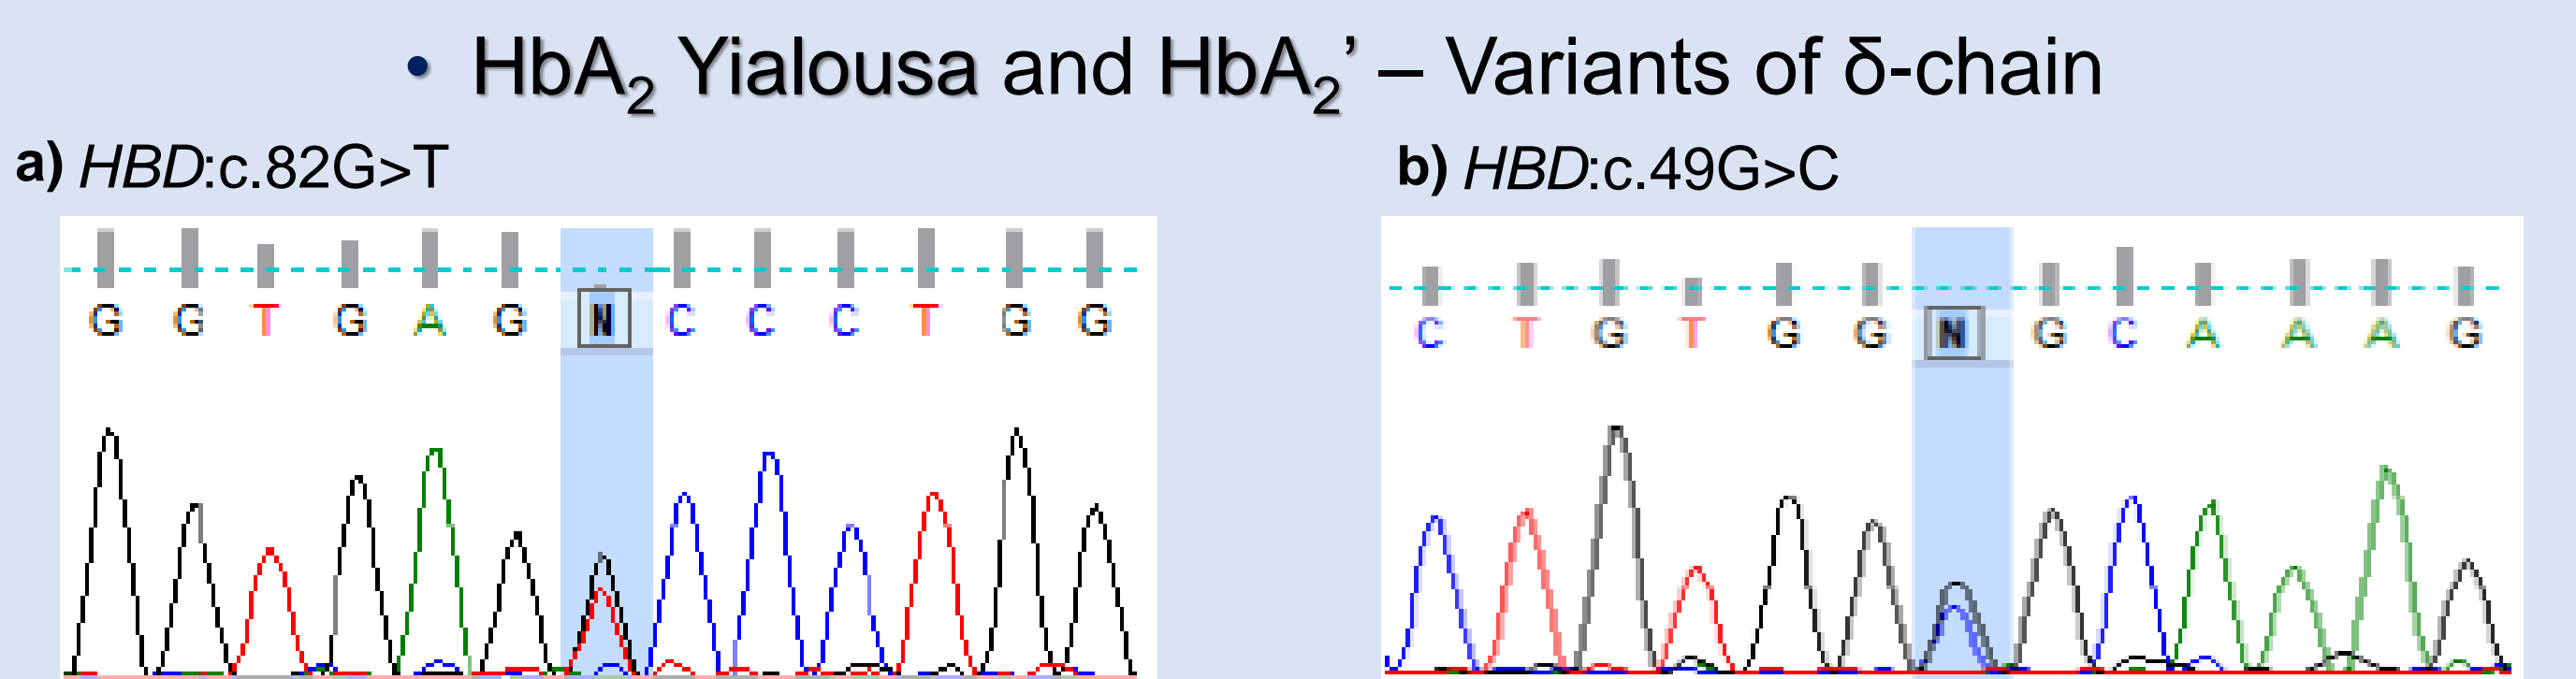 • HbA₂ Yialousa and HbA₂’ – Variants of δ-chain
a) HBD:c.82G>T
b) HBD:c.49G>C
G G T G A G N C C C T G G
C T G T G G N G C A A A G